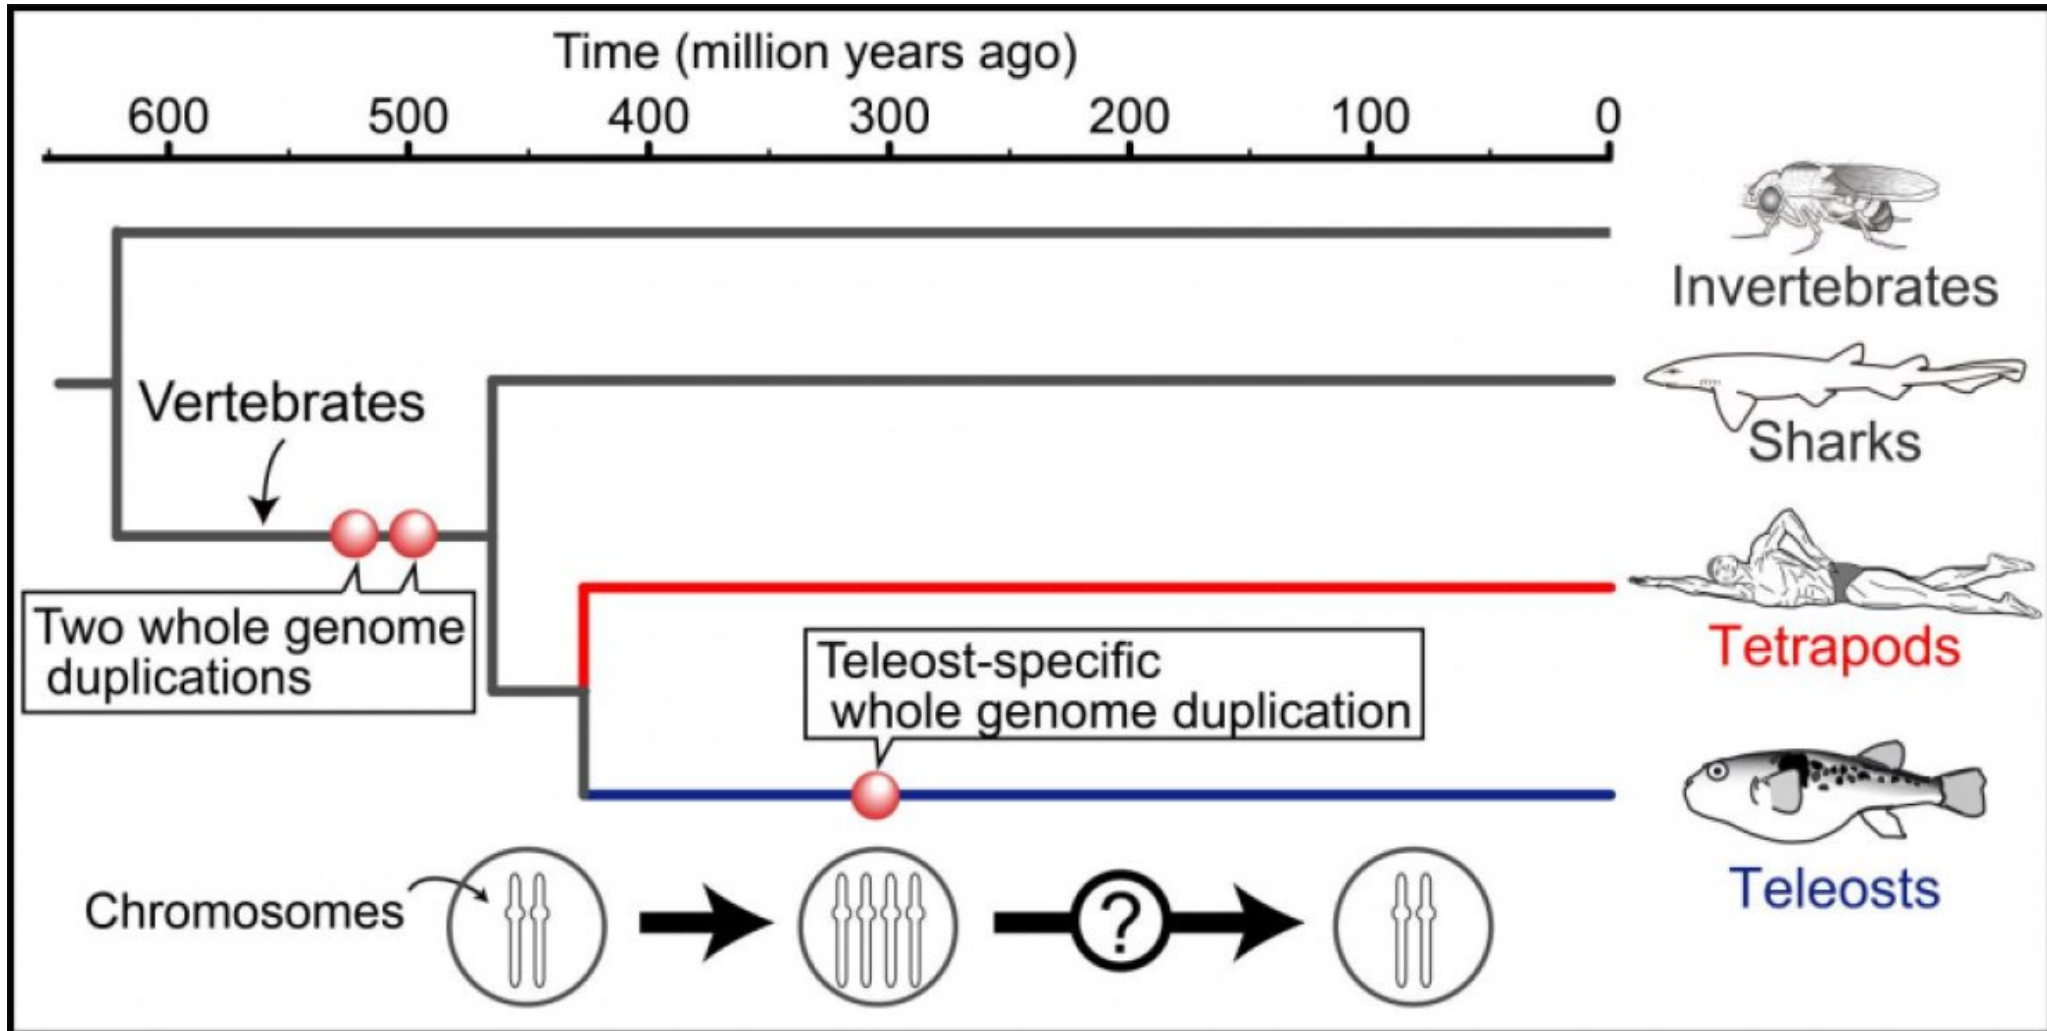 Time (million years ago)
600 500 400 300 200 100 0
Invertebrates
Vertebrates
Sharks
Two whole genome
duplications
Tetrapods
Teleost-specific
whole genome duplication
Teleosts
Chromosomes
?